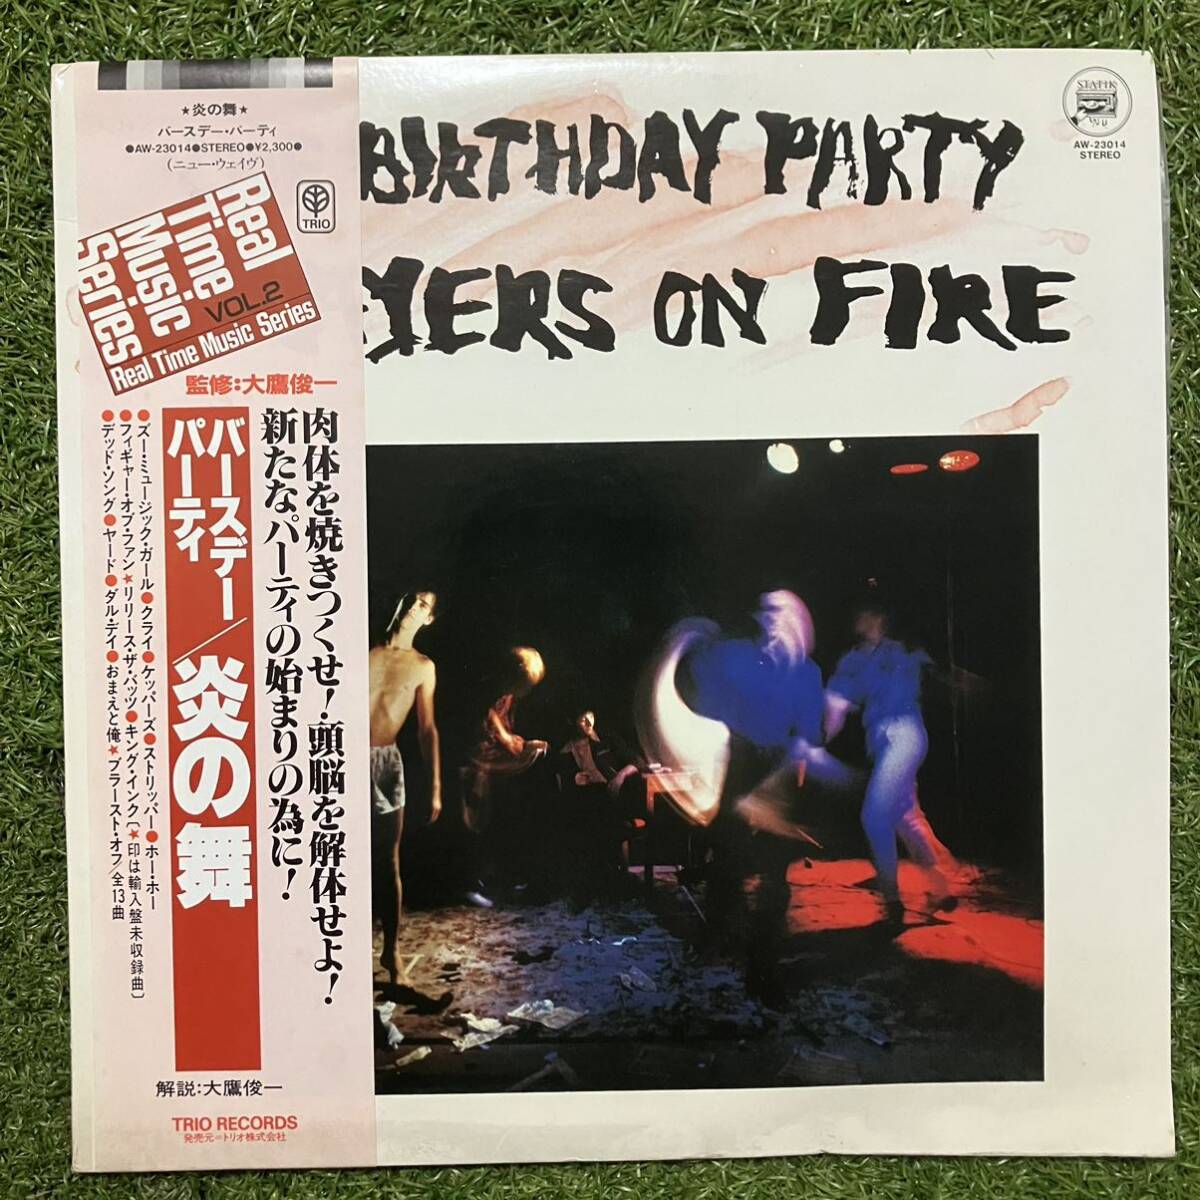 ★炎の舞★
バースデー・パーティ
●AW-23014●STEREO●¥2,300●
(ニュー・ウェイヴ)
TRIO
Real
Time
Music
Series
VOL.2
Real Time Music Series
監修:大鷹俊一
肉体を焼きつくせ!頭脳を解体せよ!
新たなパーティの始まりの為に!
バースデー
パーティ/炎の舞
●ズー・ミュージック・ガール●クライ●ケッパーズ●ストリッパー●ホー・ホー
●フィギャー・オブ・ファン★リリース・ザ・バッツ●キング・インク(★印は輸入盤未収録曲)
●デッド・ソング●ヤード●ダル・デイ●おまえと俺★ブラースト・オフ/全13曲
解説:大鷹俊一
TRIO RECORDS
発売元=トリオ株式会社
BIRTHDAY PARTY
YERS ON FIRE
STATIK
AW-23014
STEREO